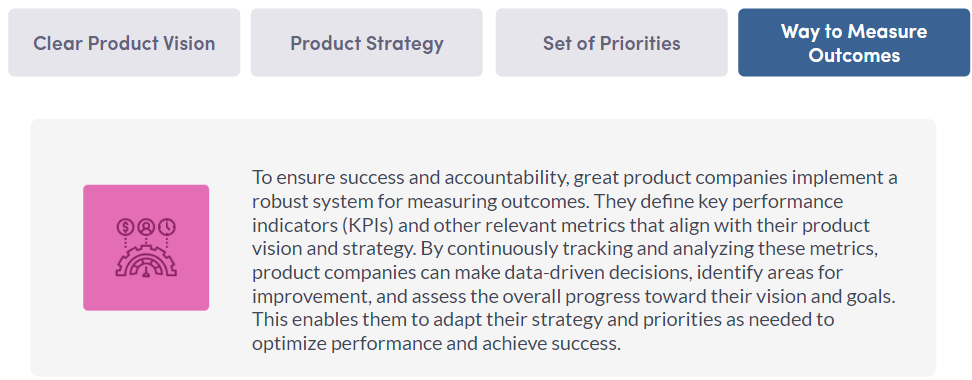 Clear Product Vision
Product Strategy
Set of Priorities
Way to Measure
Outcomes
To ensure success and accountability, great product companies implement a
robust system for measuring outcomes. They define key performance
indicators (KPIs) and other relevant metrics that align with their product
vision and strategy. By continuously tracking and analyzing these metrics,
product companies can make data-driven decisions, identify areas for
improvement, and assess the overall progress toward their vision and goals.
This enables them to adapt their strategy and priorities as needed to
optimize performance and achieve success.